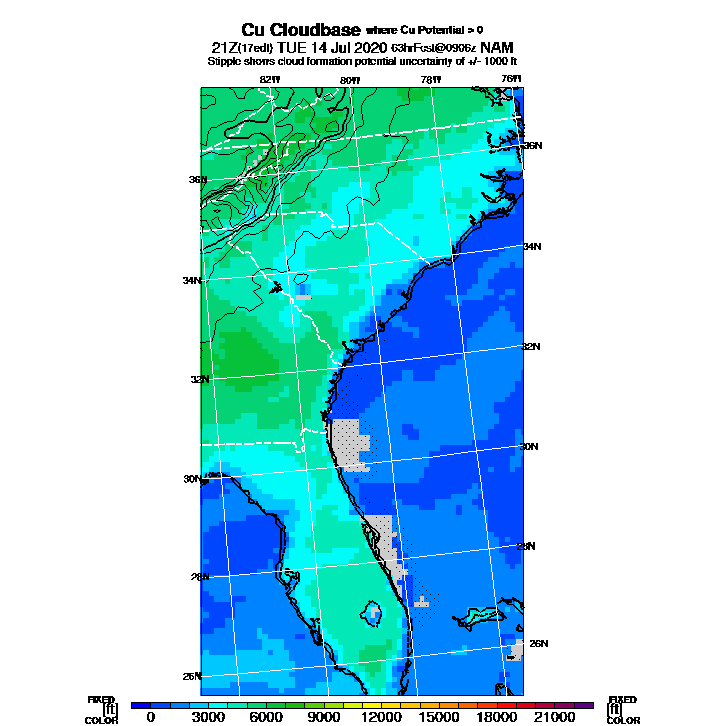 Cu Cloudbase where Cu Potential > 0
21Z(17edt) TUE 14 Jul 2020 63hrFcst@0906z NAM
Stipple shows cloud formation potential uncertainty of +/- 1000 ft
82W 80W 78W 76W
36N
36N
34N
34N
32N
32N
30N
30N
28N
28N
26N
26N
FIXED FIXED
[ft] 0 3000 6000 9000 12000 15000 18000 21000 [ft]
COLOR COLOR